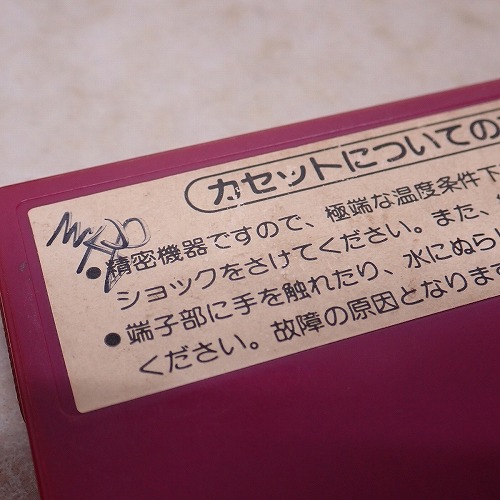 カセットについての
●精密機器ですので、極端な温度条件下
ショックをさけてください。また、
●端子部に手を触れたり、水にぬら
ください。故障の原因となります